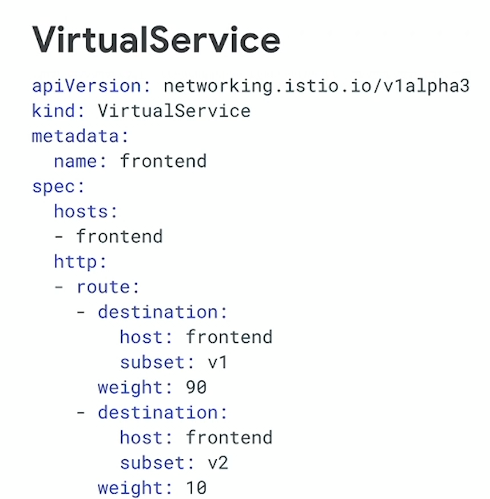 VirtualService
apiVersion: networking.istio.io/v1alpha3
kind: VirtualService
metadata:
  name: frontend
spec:
  hosts:
  - frontend
  http:
  - route:
    - destination:
        host: frontend
        subset: v1
      weight: 90
    - destination:
        host: frontend
        subset: v2
      weight: 10